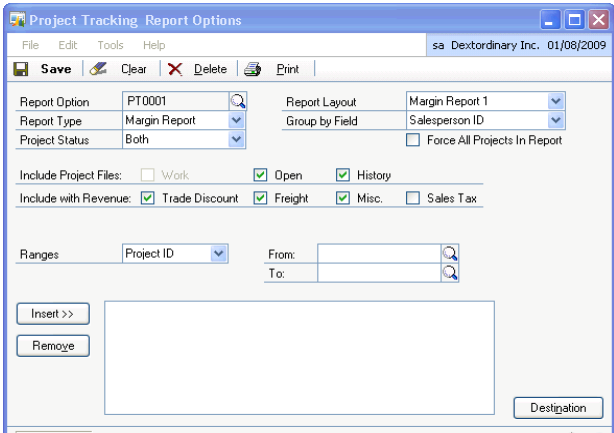 Project Tracking Report Options
File Edit Tools Help sa Dextordinary Inc. 01/08/2009
Save Clear Delete Print
Report Option PT0001 Report Layout Margin Report 1
Report Type Margin Report Group by Field Salesperson ID
Project Status Both Force All Projects In Report
Include Project Files: Work Open History
Include with Revenue: Trade Discount Freight Misc. Sales Tax
Ranges Project ID From:
To:
Insert >>
Remove
Destination